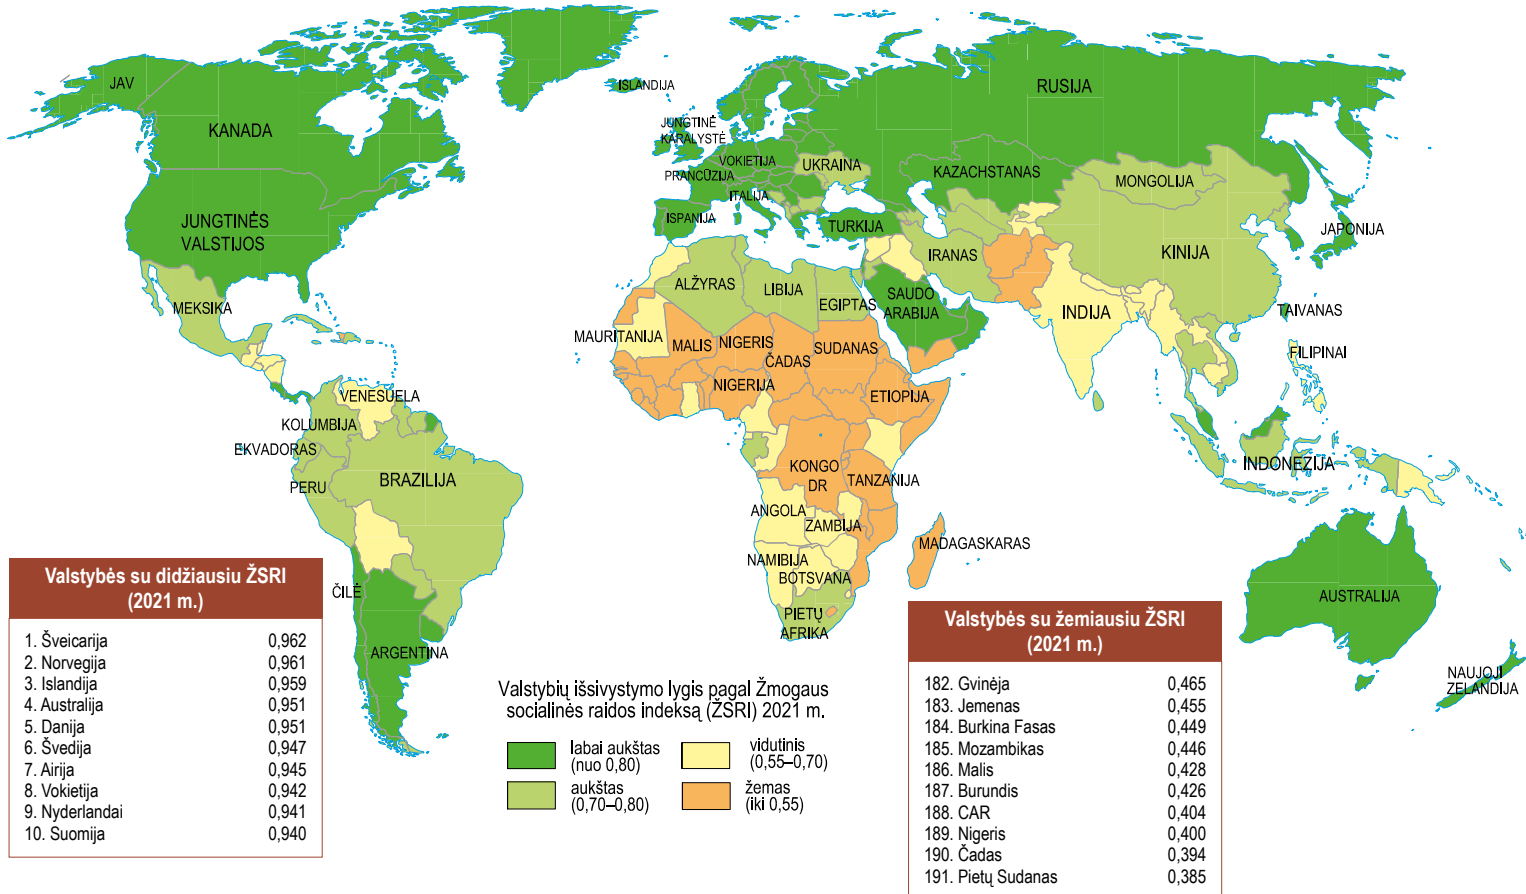 JAV
KANADA
JUNGTINĖS
VALSTIJOS
MEKSIKA
ISLANDIJA
JUNGTINĖ
KARALYSTĖ
VOKIETIJA
PRANCŪZIJA
ITALIJA
ISPANIJA
UKRAINA
RUSIJA
KAZACHSTANAS
MONGOLIJA
TURKIJA
IRANAS
KINIJA
JAPONIJA
ALŽYRAS
LIBIJA
EGIPTAS
SAUDO
ARABIJA
INDIJA
TAIVANAS
FILIPINAI
MAURITANIJA
MALIS
NIGERIS
ČADAS
SUDANAS
NIGERIJA
ETIOPIJA
VENESUELA
KOLUMBIJA
EKVADORAS
PERU
BRAZILIJA
KONGO
DR
TANZANIJA
INDONEZIJA
ANGOLA
ZAMBIJA
NAMIBIJA
BOTSVANA
MADAGASKARAS
PIETŲ
AFRIKA
AUSTRALIJA
NAUJOJI
ZELANDIJA
ČILĖ
ARGENTINA
Valstybės su didžiausiu ŽSRI
(2021 m.)
1. Šveicarija 0,962
2. Norvegija 0,961
3. Islandija 0,959
4. Australija 0,951
5. Danija 0,951
6. Švedija 0,947
7. Airija 0,945
8. Vokietija 0,942
9. Nyderlandai 0,941
10. Suomija 0,940
Valstybių išsivystymo lygis pagal Žmogaus
socialinės raidos indeksą (ŽSRI) 2021 m.
labai aukštas
(nuo 0,80)
aukštas
(0,70–0,80)
vidutinis
(0,55–0,70)
žemas
(iki 0,55)
Valstybės su žemiausiu ŽSRI
(2021 m.)
182. Gvinėja 0,465
183. Jemenas 0,455
184. Burkina Fasas 0,449
185. Mozambikas 0,446
186. Malis 0,428
187. Burundis 0,426
188. CAR 0,404
189. Nigeris 0,400
190. Čadas 0,394
191. Pietų Sudanas 0,385